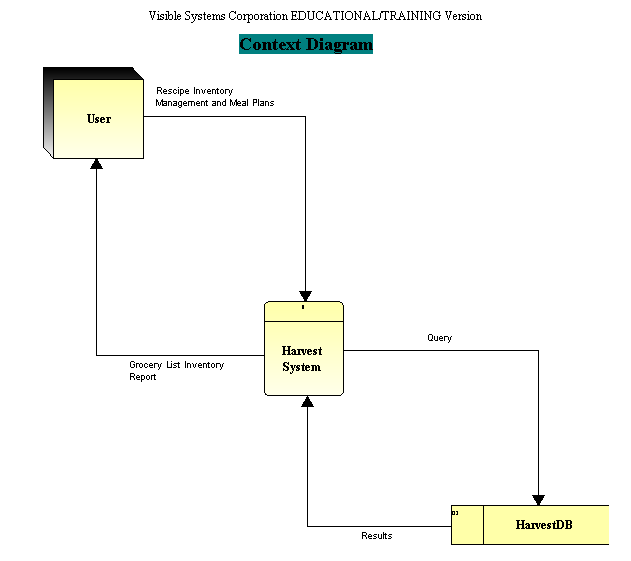 Visible Systems Corporation EDUCATIONAL/TRAINING Version
Context Diagram
Rescipe Inventory
Management and Meal Plans
User
Harvest
System
Query
Grocery List Inventory
Report
HarvestDB
Results